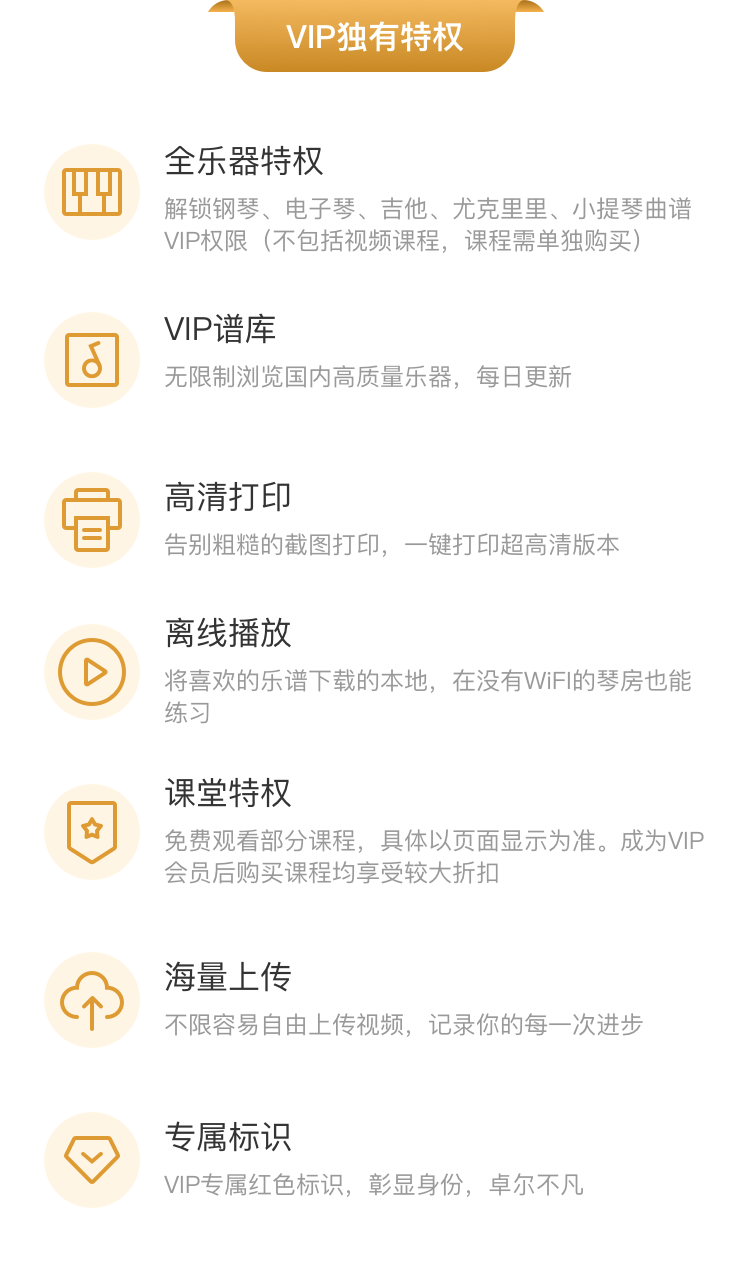 VIP独有特权
全乐器特权
解锁钢琴、电子琴、吉他、尤克里里、小提琴曲谱
VIP权限（不包括视频课程，课程需单独购买）
VIP谱库
无限制浏览国内高质量乐器，每日更新
高清打印
告别粗糙的截图打印，一键打印超高清版本
离线播放
将喜欢的乐谱下载的本地，在没有WiFI的琴房也能
练习
课堂特权
免费观看部分课程，具体以页面显示为准。成为VIP
会员后购买课程均享受较大折扣
海量上传
不限容易自由上传视频，记录你的每一次进步
专属标识
VIP专属红色标识，彰显身份，卓尔不凡